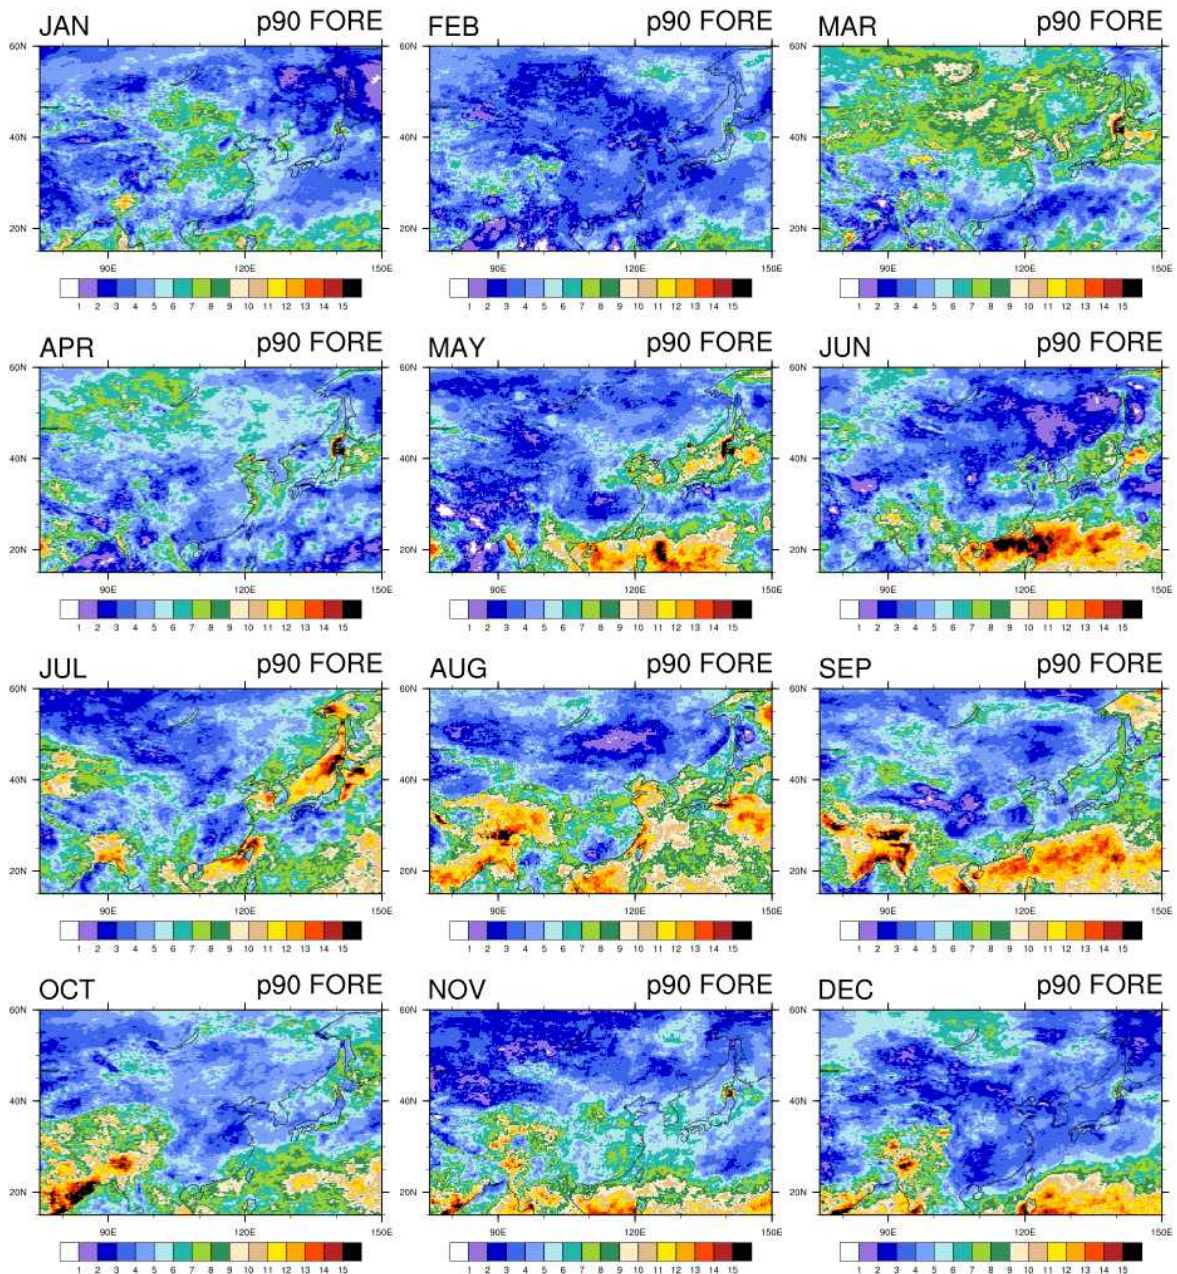 JAN p90 FORE
60N
40N
20N
90E 120E 150E
1 2 3 4 5 6 7 8 9 10 11 12 13 14 15
FEB p90 FORE
60N
40N
20N
90E 120E 150E
1 2 3 4 5 6 7 8 9 10 11 12 13 14 15
MAR p90 FORE
60N
40N
20N
90E 120E 150E
1 2 3 4 5 6 7 8 9 10 11 12 13 14 15
APR p90 FORE
60N
40N
20N
90E 120E 150E
1 2 3 4 5 6 7 8 9 10 11 12 13 14 15
MAY p90 FORE
60N
40N
20N
90E 120E 150E
1 2 3 4 5 6 7 8 9 10 11 12 13 14 15
JUN p90 FORE
60N
40N
20N
90E 120E 150E
1 2 3 4 5 6 7 8 9 10 11 12 13 14 15
JUL p90 FORE
60N
40N
20N
90E 120E 150E
1 2 3 4 5 6 7 8 9 10 11 12 13 14 15
AUG p90 FORE
60N
40N
20N
90E 120E 150E
1 2 3 4 5 6 7 8 9 10 11 12 13 14 15
SEP p90 FORE
60N
40N
20N
90E 120E 150E
1 2 3 4 5 6 7 8 9 10 11 12 13 14 15
OCT p90 FORE
60N
40N
20N
90E 120E 150E
1 2 3 4 5 6 7 8 9 10 11 12 13 14 15
NOV p90 FORE
60N
40N
20N
90E 120E 150E
1 2 3 4 5 6 7 8 9 10 11 12 13 14 15
DEC p90 FORE
60N
40N
20N
90E 120E 150E
1 2 3 4 5 6 7 8 9 10 11 12 13 14 15